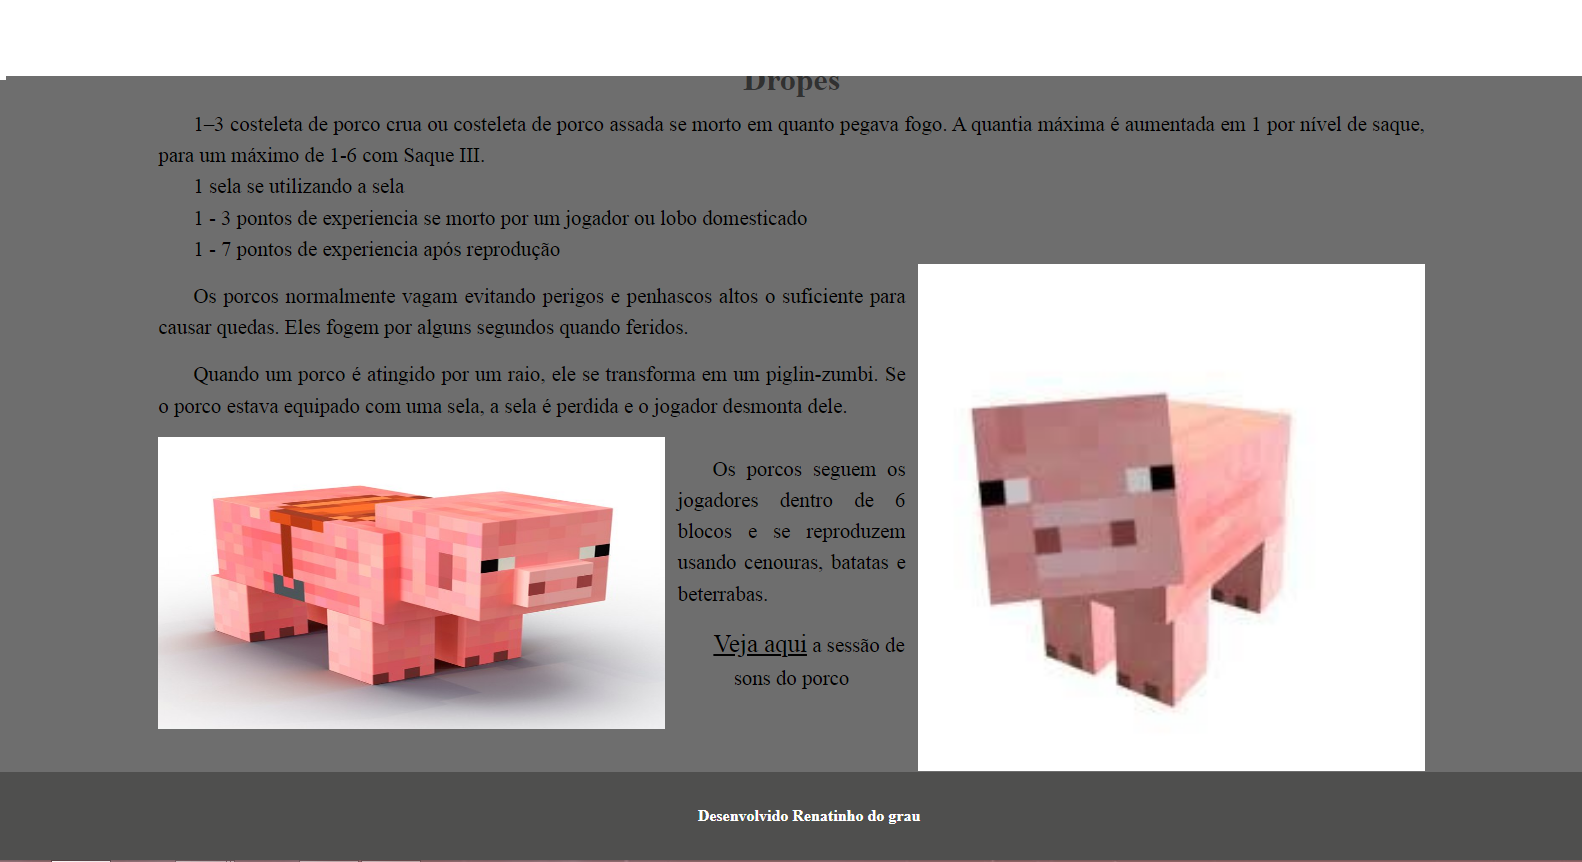 Dropes
1–3 costeleta de porco crua ou costeleta de porco assada se morto em quanto pegava fogo. A quantia máxima é aumentada em 1 por nível de saque,
para um máximo de 1-6 com Saque III.
1 sela se utilizando a sela
1 - 3 pontos de experiencia se morto por um jogador ou lobo domesticado
1 - 7 pontos de experiencia após reprodução
Os porcos normalmente vagam evitando perigos e penhascos altos o suficiente para
causar quedas. Eles fogem por alguns segundos quando feridos.
Quando um porco é atingido por um raio, ele se transforma em um piglin-zumbi. Se
o porco estava equipado com uma sela, a sela é perdida e o jogador desmonta dele.
Os porcos seguem os
jogadores dentro de 6
blocos e se reproduzem
usando cenouras, batatas e
beterrabas.
Veja aqui a sessão de
sons do porco
Desenvolvido Renatinho do grau